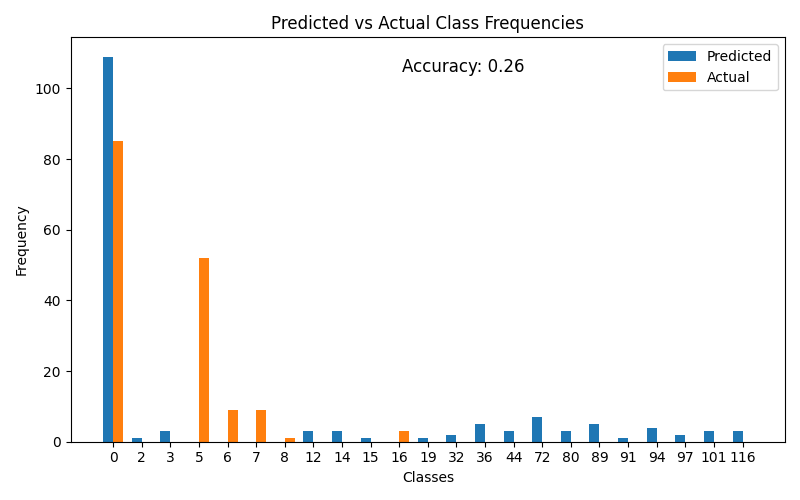 Predicted vs Actual Class Frequencies
Accuracy: 0.26
Predicted
Actual
Frequency
100
80
60
40
20
0
0 2 3 5 6 7 8 12 14 15 16 19 32 36 44 72 80 89 91 94 97 101 116
Classes